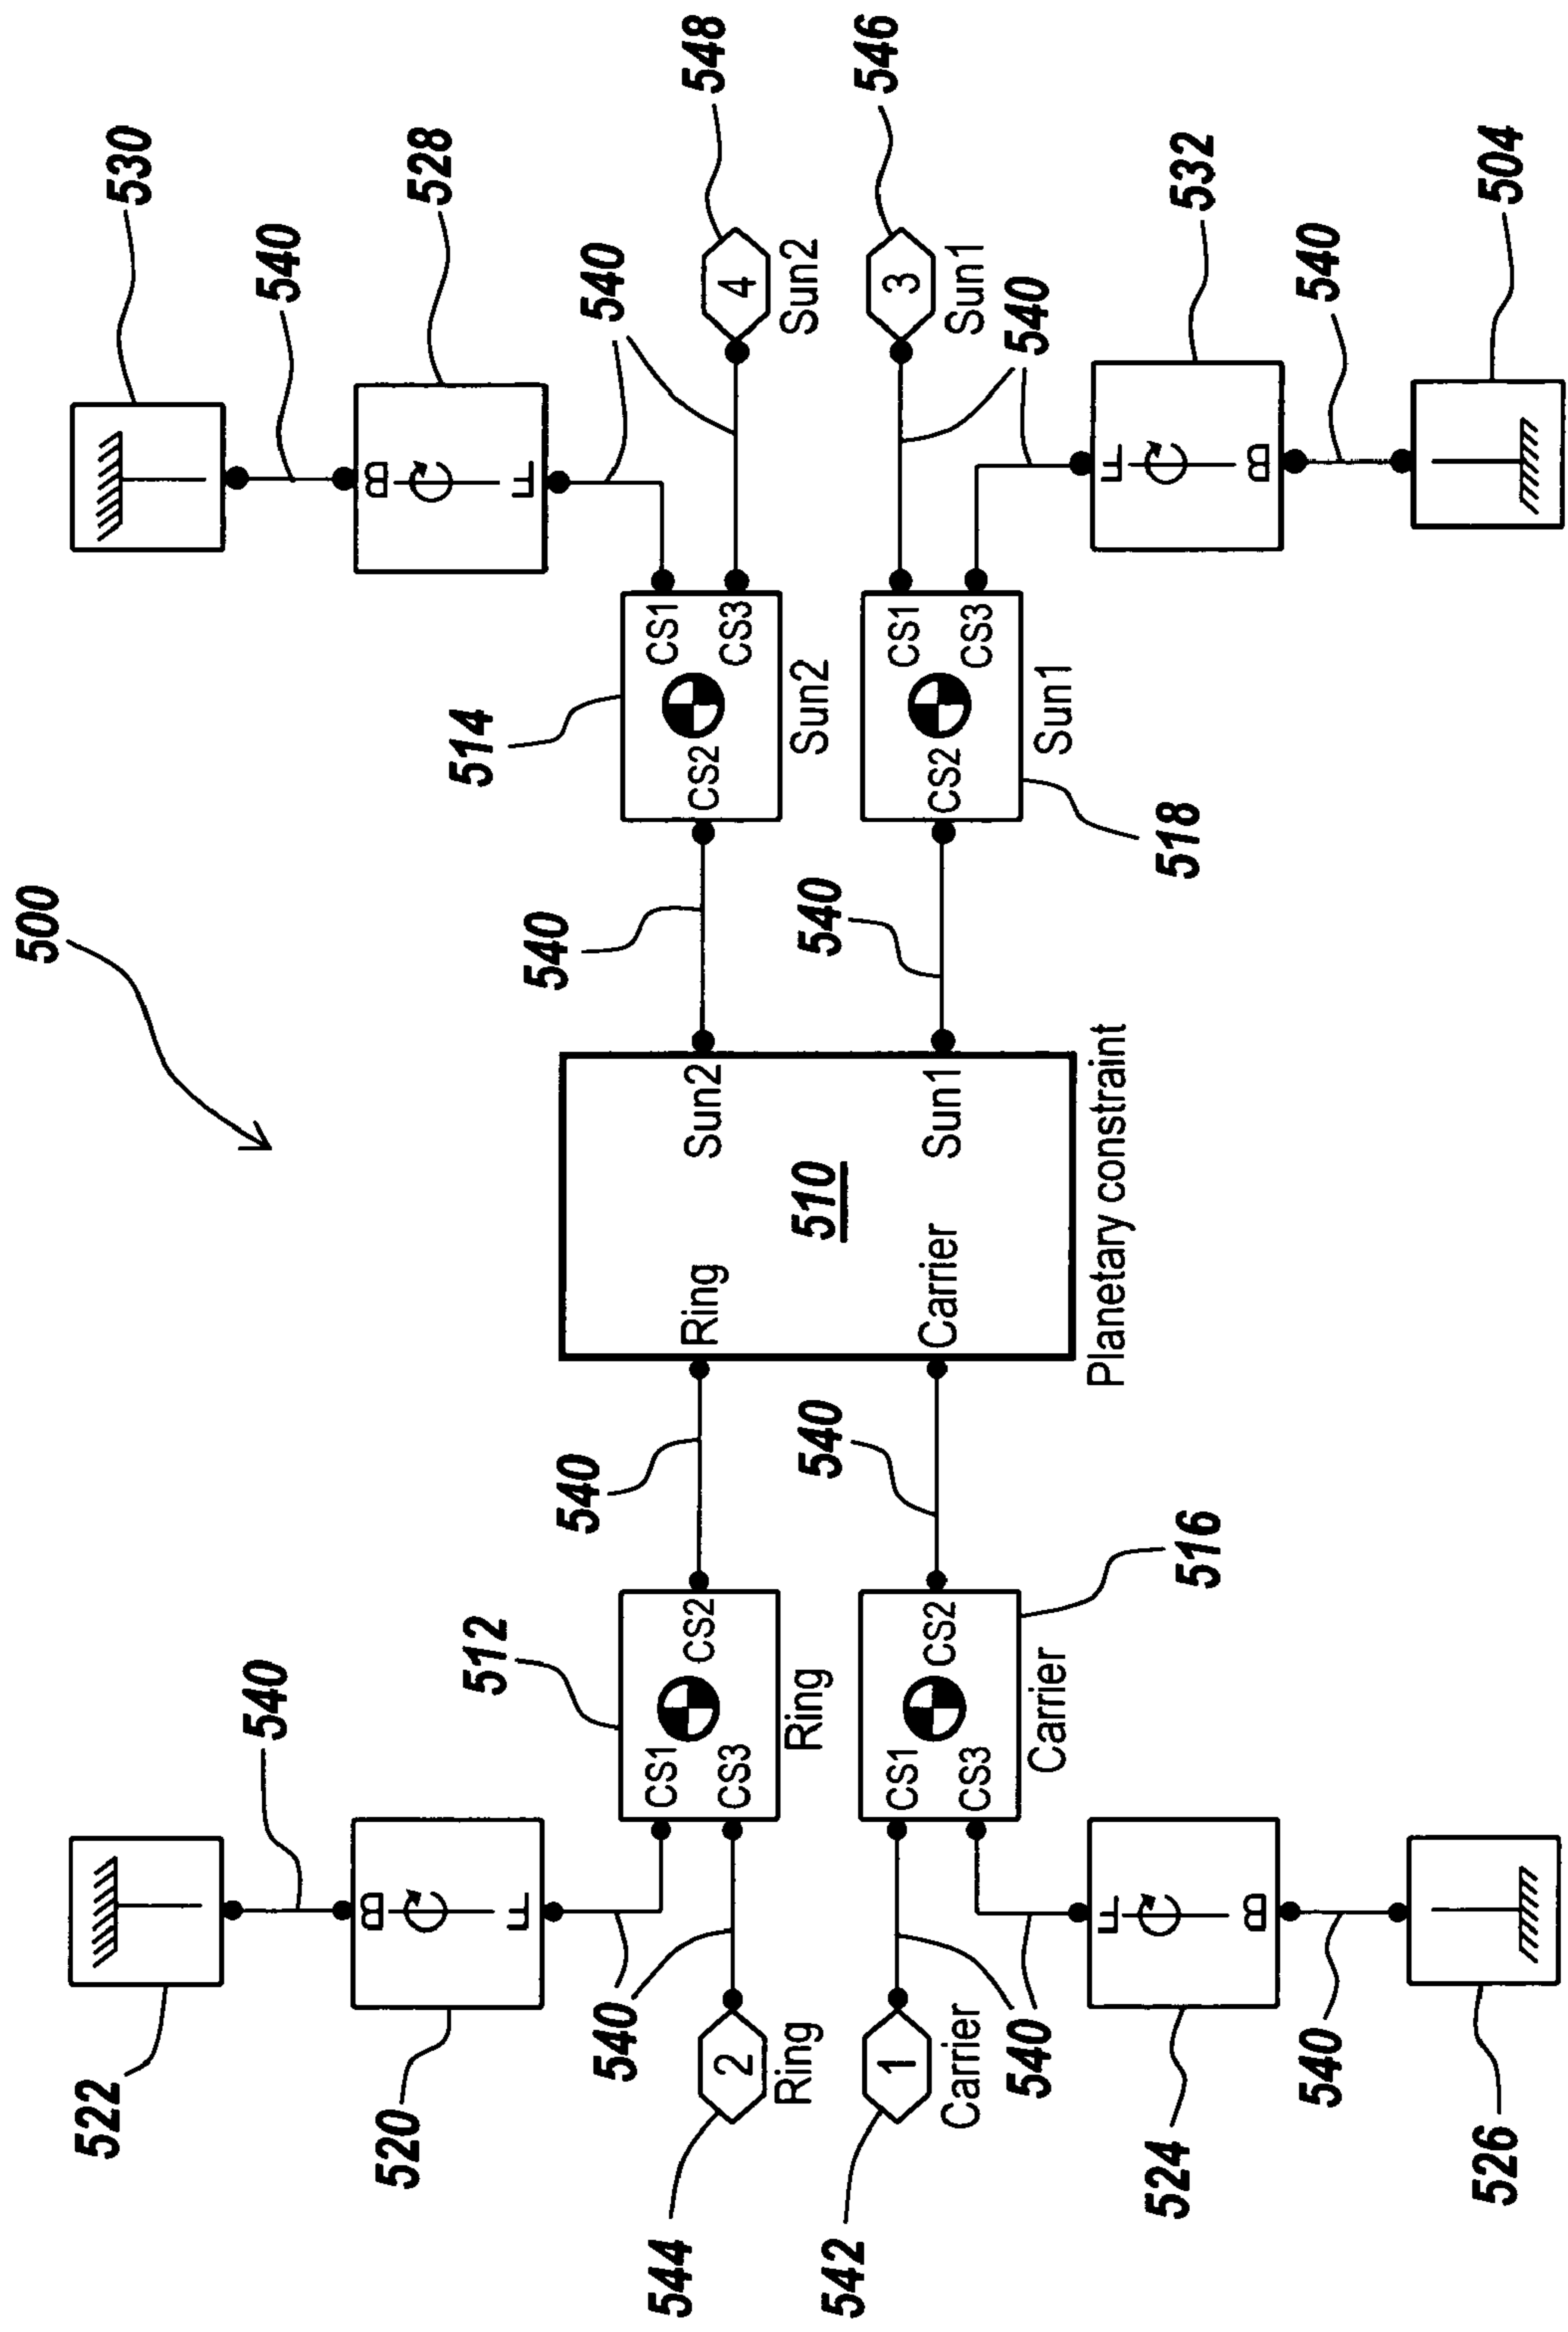 500
530
540
528
540
548
4
Sun2
522
540
520
540
544
2
Ring
B
F
B
F
512
CS1
CS3
CS2
Ring
540
Ring
Sun2
510
Carrier
Sun1
Planetary constraint
540
514
CS2
CS1
CS3
Sun2
542
1
Carrier
540
CS1
CS3
CS2
Carrier
516
540
540
CS2
CS1
CS3
Sun1
518
546
3
Sun1
540
F
B
524
540
526
F
B
532
540
504